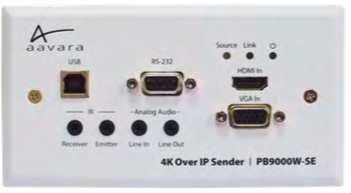 aavara
Source Link
USB
RS-232
HDMI In
VGA In
IR
Analog Audio
Receiver Emitter Line In Line Out
4K Over IP Sender | PB9000W-SE